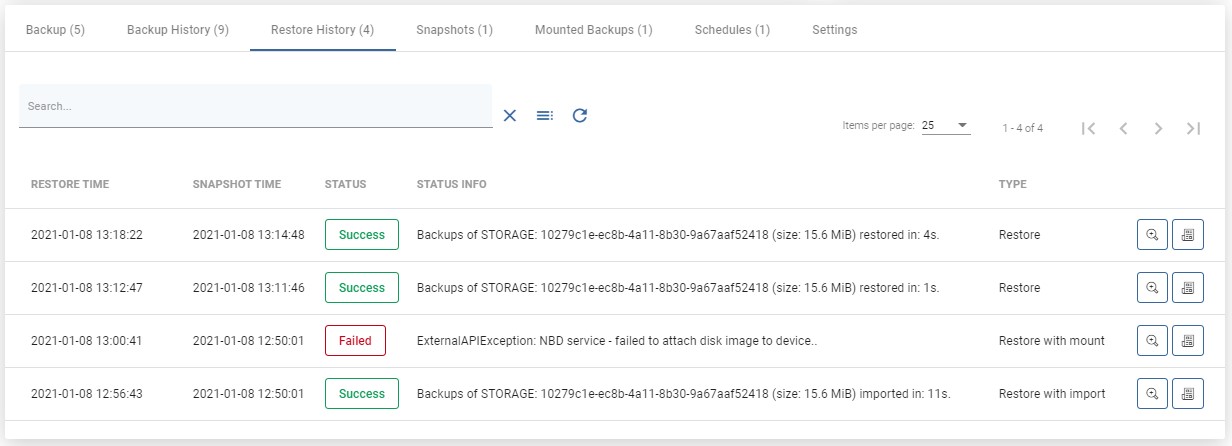 Backup (5) Backup History (9) Restore History (4) Snapshots (1) Mounted Backups (1) Schedules (1) Settings
Search...
Items per page: 25 1 - 4 of 4
RESTORE TIME SNAPSHOT TIME STATUS STATUS INFO TYPE
2021-01-08 13:18:22 2021-01-08 13:14:48 Success Backups of STORAGE: 10279c1e-ec8b-4a11-8b30-9a67aaf52418 (size: 15.6 MiB) restored in: 4s. Restore
2021-01-08 13:12:47 2021-01-08 13:11:46 Success Backups of STORAGE: 10279c1e-ec8b-4a11-8b30-9a67aaf52418 (size: 15.6 MiB) restored in: 1s. Restore
2021-01-08 13:00:41 2021-01-08 12:50:01 Failed ExternalAPIException: NBD service - failed to attach disk image to device.. Restore with mount
2021-01-08 12:56:43 2021-01-08 12:50:01 Success Backups of STORAGE: 10279c1e-ec8b-4a11-8b30-9a67aaf52418 (size: 15.6 MiB) imported in: 11s. Restore with import